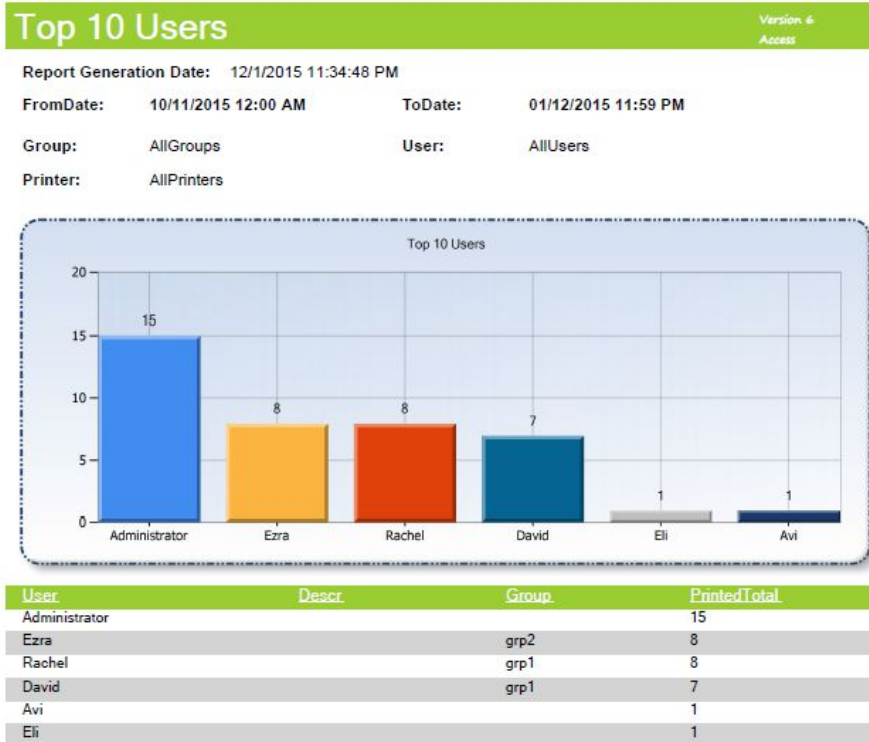 Top 10 Users
Version 6
Access
Report Generation Date: 12/1/2015 11:34:48 PM
FromDate: 10/11/2015 12:00 AM ToDate: 01/12/2015 11:59 PM
Group: AllGroups User: AllUsers
Printer: AllPrinters
Top 10 Users
20
15
10
5
0
15
8
8
7
1
1
Administrator Ezra Rachel David Eli Avi
User Descr Group PrintedTotal
Administrator 15
Ezra grp2 8
Rachel grp1 8
David grp1 7
Avi 1
Eli 1